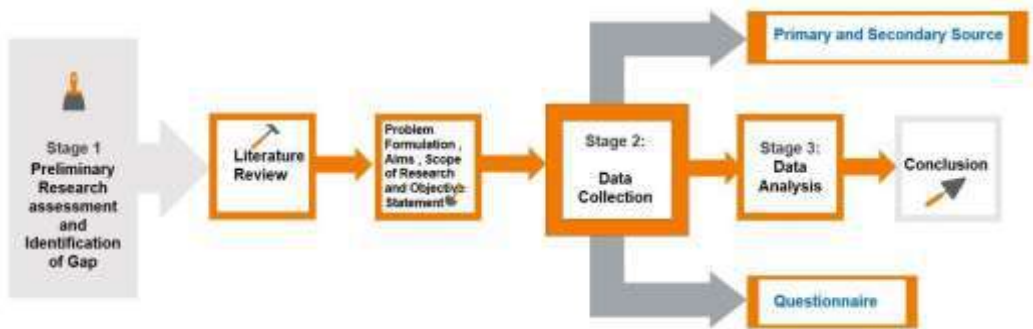 Stage 1
Preliminary
Research
assessment
and
Identification
of Gap
Literature
Review
Problem
Formulation ,
Aims , Scope
of Research
and Objective
Statement
Stage 2:
Data
Collection
Primary and Secondary Source
Questionnaire
Stage 3:
Data
Analysis
Conclusion